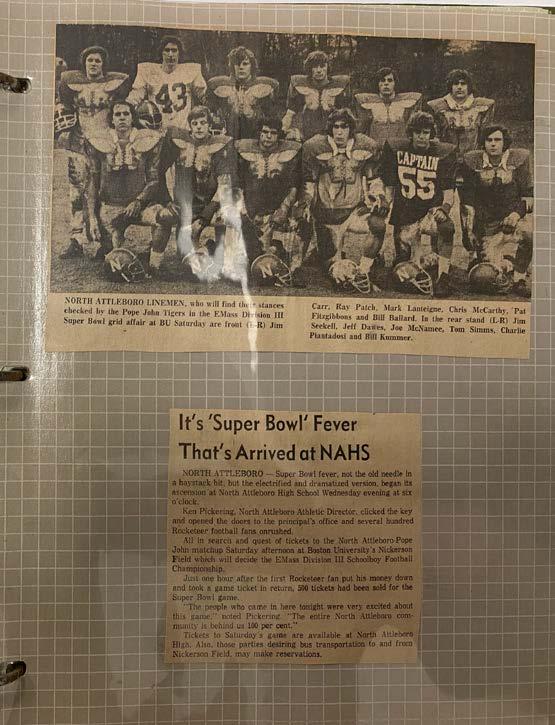 43
CAPTAIN
55
NORTH ATTLEBORO LINEMEN, who will find their stances
checked by the Pope John Tigers in the EMass Division III
Super Bowl grid affair at BU Saturday are front (L-R) Jim
Carr, Ray Patch, Mark Lanteigne, Chris McCarthy, Pat
Fitzgibbons and Bill Ballard. In the rear stand (L-R) Jim
Seekell, Jeff Dawes, Joe McNamee, Tom Simms, Charlie
Piantadosi and Bill Kummer.
It's 'Super Bowl' Fever
That's Arrived at NAHS
NORTH ATTLEBORO — Super Bowl fever, not the old needle in
a haystack bit, but the electrified and dramatized version, began its
ascension at North Attleboro High School Wednesday evening at six
o'clock.
Ken Pickering, North Attleboro Athletic Director, clicked the key
and opened the doors to the principal's office and several hundred
Rocketeer football fans onrushed.
All in search and quest of tickets to the North Attleboro-Pope
John matchup Saturday afternoon at Boston University's Nickerson
Field which will decide the EMass Division III Schoolboy Football
Championship.
Just one hour after the first Rocketeer fan put his money down
and took a game ticket in return, 500 tickets had been sold for the
Super Bowl game.
"The people who came in here tonight were very excited about
this game," noted Pickering. "The entire North Attleboro com-
munity is behind us 100 per cent."
Tickets to Saturday's game are available at North Attleboro
High. Also, those parties desiring bus transportation to and from
Nickerson Field, may make reservations.